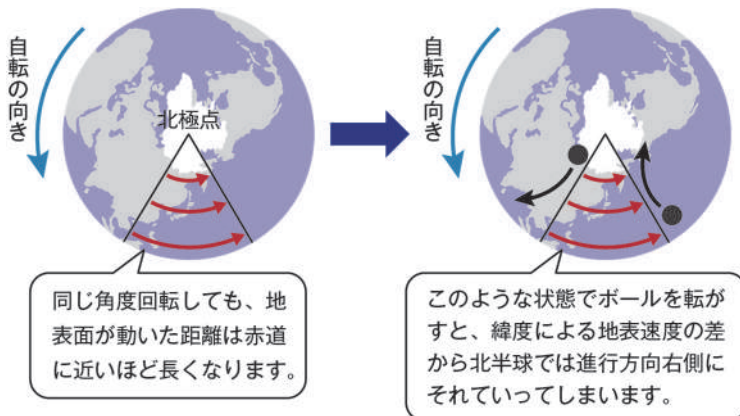 自転の向き
北極点
同じ角度回転しても、地
表面が動いた距離は赤道
に近いほど長くなります。
自転の向き
このような状態でボールを転が
すと、緯度による地表速度の差
から北半球では進行方向右側に
それていってしまいます。